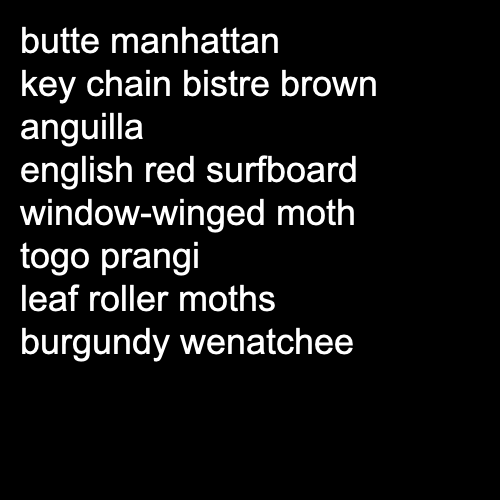 butte manhattan
key chain bistre brown
anguilla
english red surfboard
window-winged moth
togo prangi
leaf roller moths
burgundy wenatchee